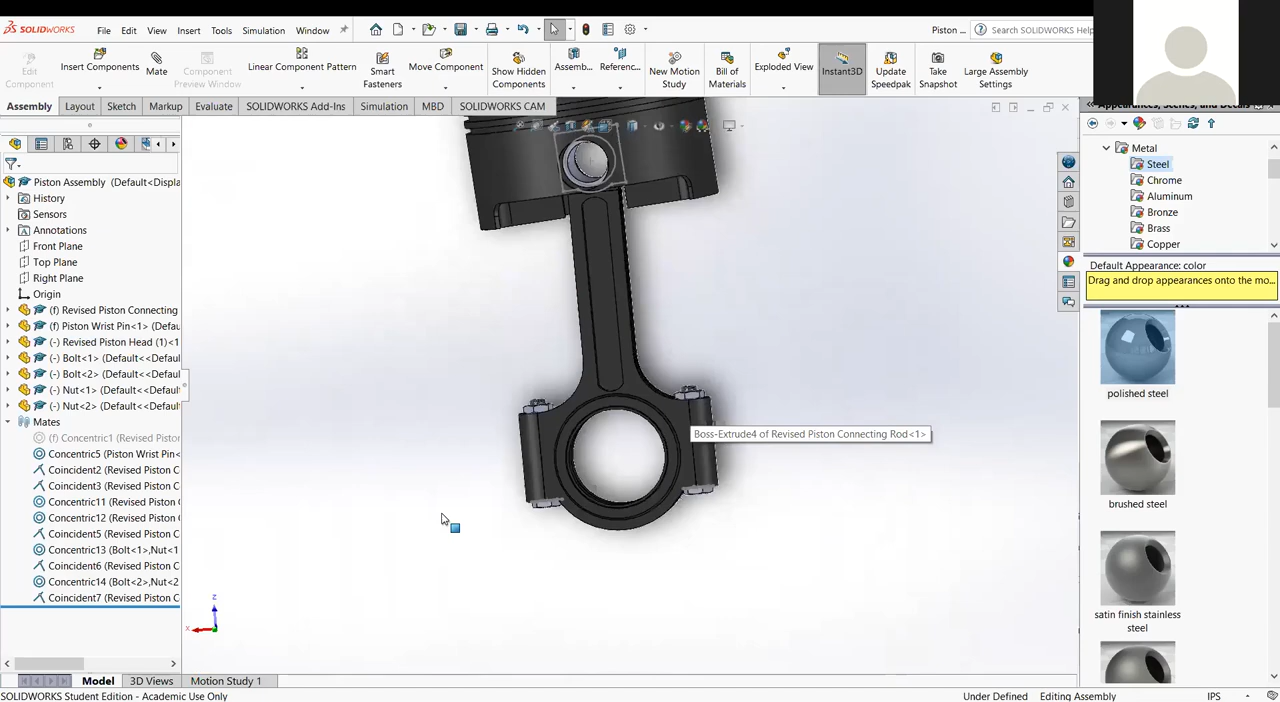 SOLIDWORKS
File
Edit
View
Insert
Tools
Simulation
Window
Piston ...
Search SOLIDWORKS Help
Edit Component
Insert Components
Mate
Component Preview Window
Linear Component Pattern
Smart Fasteners
Move Component
Show Hidden Components
Assemb...
Referenc...
New Motion Study
Bill of Materials
Exploded View
Instant3D
Update Speedpak
Take Snapshot
Large Assembly Settings
Assembly
Layout
Sketch
Markup
Evaluate
SOLIDWORKS Add-Ins
Simulation
MBD
SOLIDWORKS CAM
Appearances, Scenes, and Decals
Piston Assembly (Default<Displa
History
Sensors
Annotations
Front Plane
Top Plane
Right Plane
Origin
(f) Revised Piston Connecting
(f) Piston Wrist Pin<1> (Defau
(-) Revised Piston Head (1)<1
(-) Bolt<1> (Default<<Default
(-) Bolt<2> (Default<<Default
(-) Nut<1> (Default<<Default
(-) Nut<2> (Default<<Default
Mates
(f) Concentric1 (Revised Piston
Concentric5 (Piston Wrist Pin<
Coincident2 (Revised Piston C
Coincident3 (Revised Piston C
Concentric11 (Revised Piston C
Concentric12 (Revised Piston C
Coincident5 (Revised Piston C
Concentric13 (Bolt<1>,Nut<1
Coincident6 (Revised Piston C
Concentric14 (Bolt<2>,Nut<2
Coincident7 (Revised Piston C
Boss-Extrude4 of Revised Piston Connecting Rod<1>
z
x
Metal
Steel
Chrome
Aluminum
Bronze
Brass
Copper
Default Appearance: color
Drag and drop appearances onto the mo...
polished steel
brushed steel
satin finish stainless
steel
Model
3D Views
Motion Study 1
SOLIDWORKS Student Edition - Academic Use Only
Under Defined
Editing Assembly
IPS